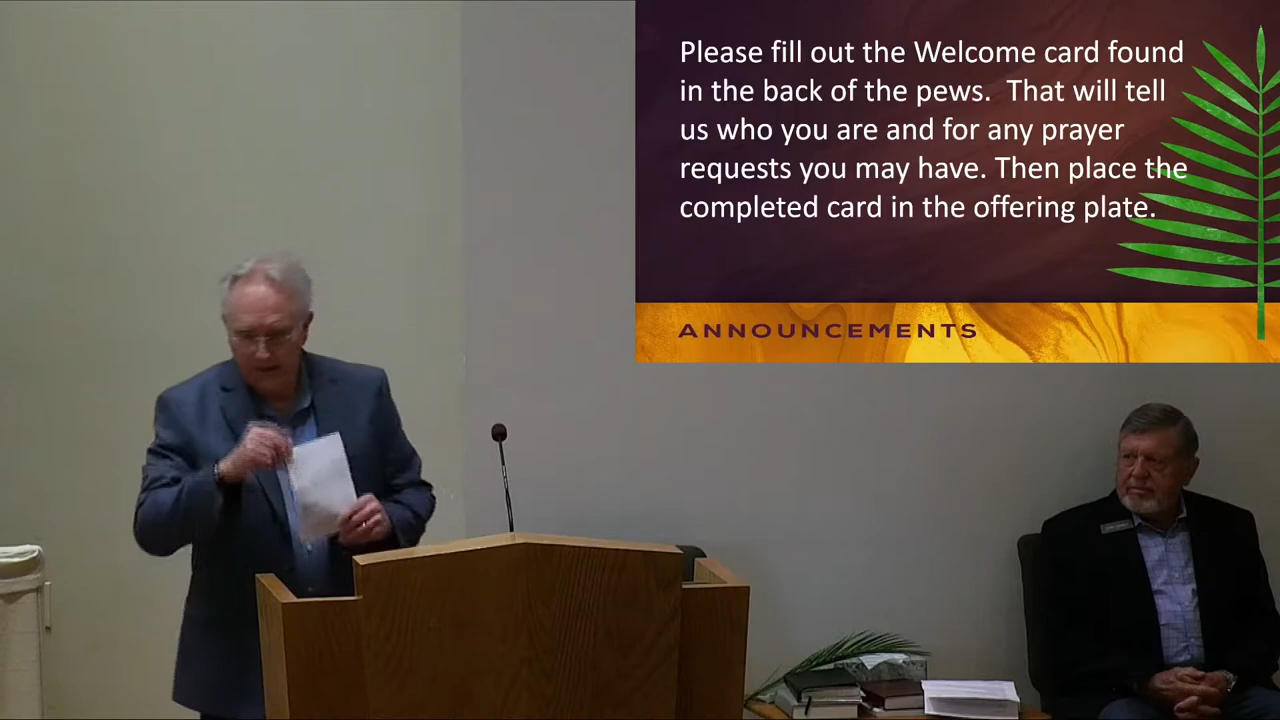 Please fill out the Welcome card found
in the back of the pews.  That will tell
us who you are and for any prayer
requests you may have. Then place the
completed card in the offering plate.
ANNOUNCEMENTS